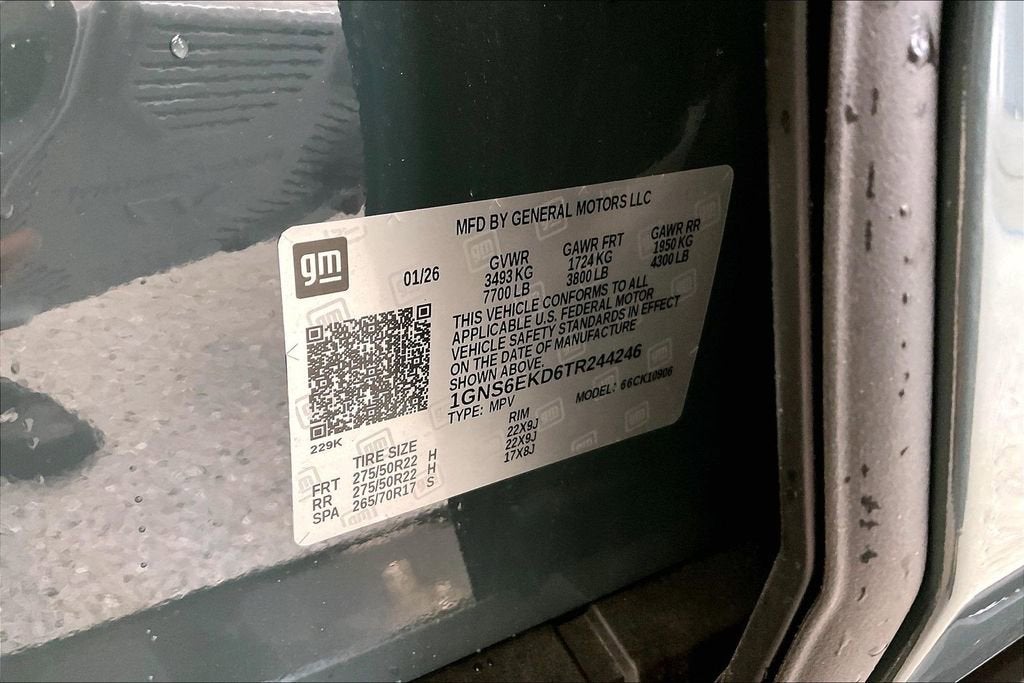 MFD BY GENERAL MOTORS LLC
gm
01/26
GVWR
3493 KG
7700 LB
GAWR FRT
1724 KG
3800 LB
GAWR RR
1950 KG
4300 LB
THIS VEHICLE CONFORMS TO ALL
APPLICABLE U.S. FEDERAL MOTOR
VEHICLE SAFETY STANDARDS IN EFFECT
ON THE DATE OF MANUFACTURE
SHOWN ABOVE.
1GNS6EKD6TR244246
TYPE: MPV
MODEL: 66CK10906
229K
TIRE SIZE RIM
FRT 275/50R22 H 22X9J
RR 275/50R22 H 22X9J
SPA 265/70R17 S 17X8J